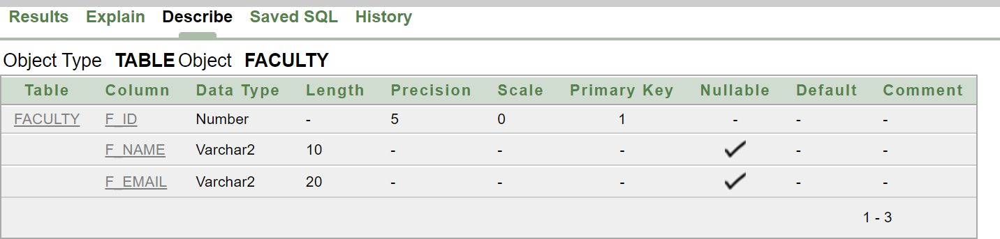 Results Explain Describe Saved SQL History
Object Type TABLE Object FACULTY
Table Column Data Type Length Precision Scale Primary Key Nullable Default Comment
FACULTY F_ID Number - 5 0 1 - - -
F_NAME Varchar2 10 - - - ✓ - -
F_EMAIL Varchar2 20 - - - ✓ - -
1 - 3